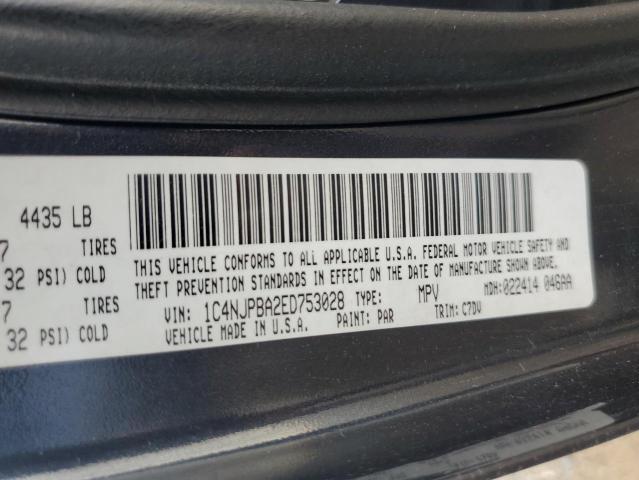 4435 LB
7 TIRES
32 PSI) COLD
7 TIRES
32 PSI) COLD
THIS VEHICLE CONFORMS TO ALL APPLICABLE U.S.A. FEDERAL MOTOR VEHICLE SAFETY AND
THEFT PREVENTION STANDARDS IN EFFECT ON THE DATE OF MANUFACTURE SHOWN ABOVE.
VIN: 1C4NJPBA2ED753028 TYPE: MPV MDH:022414 046AA
VEHICLE MADE IN U.S.A. PAINT: PAR TRIM: C7DV